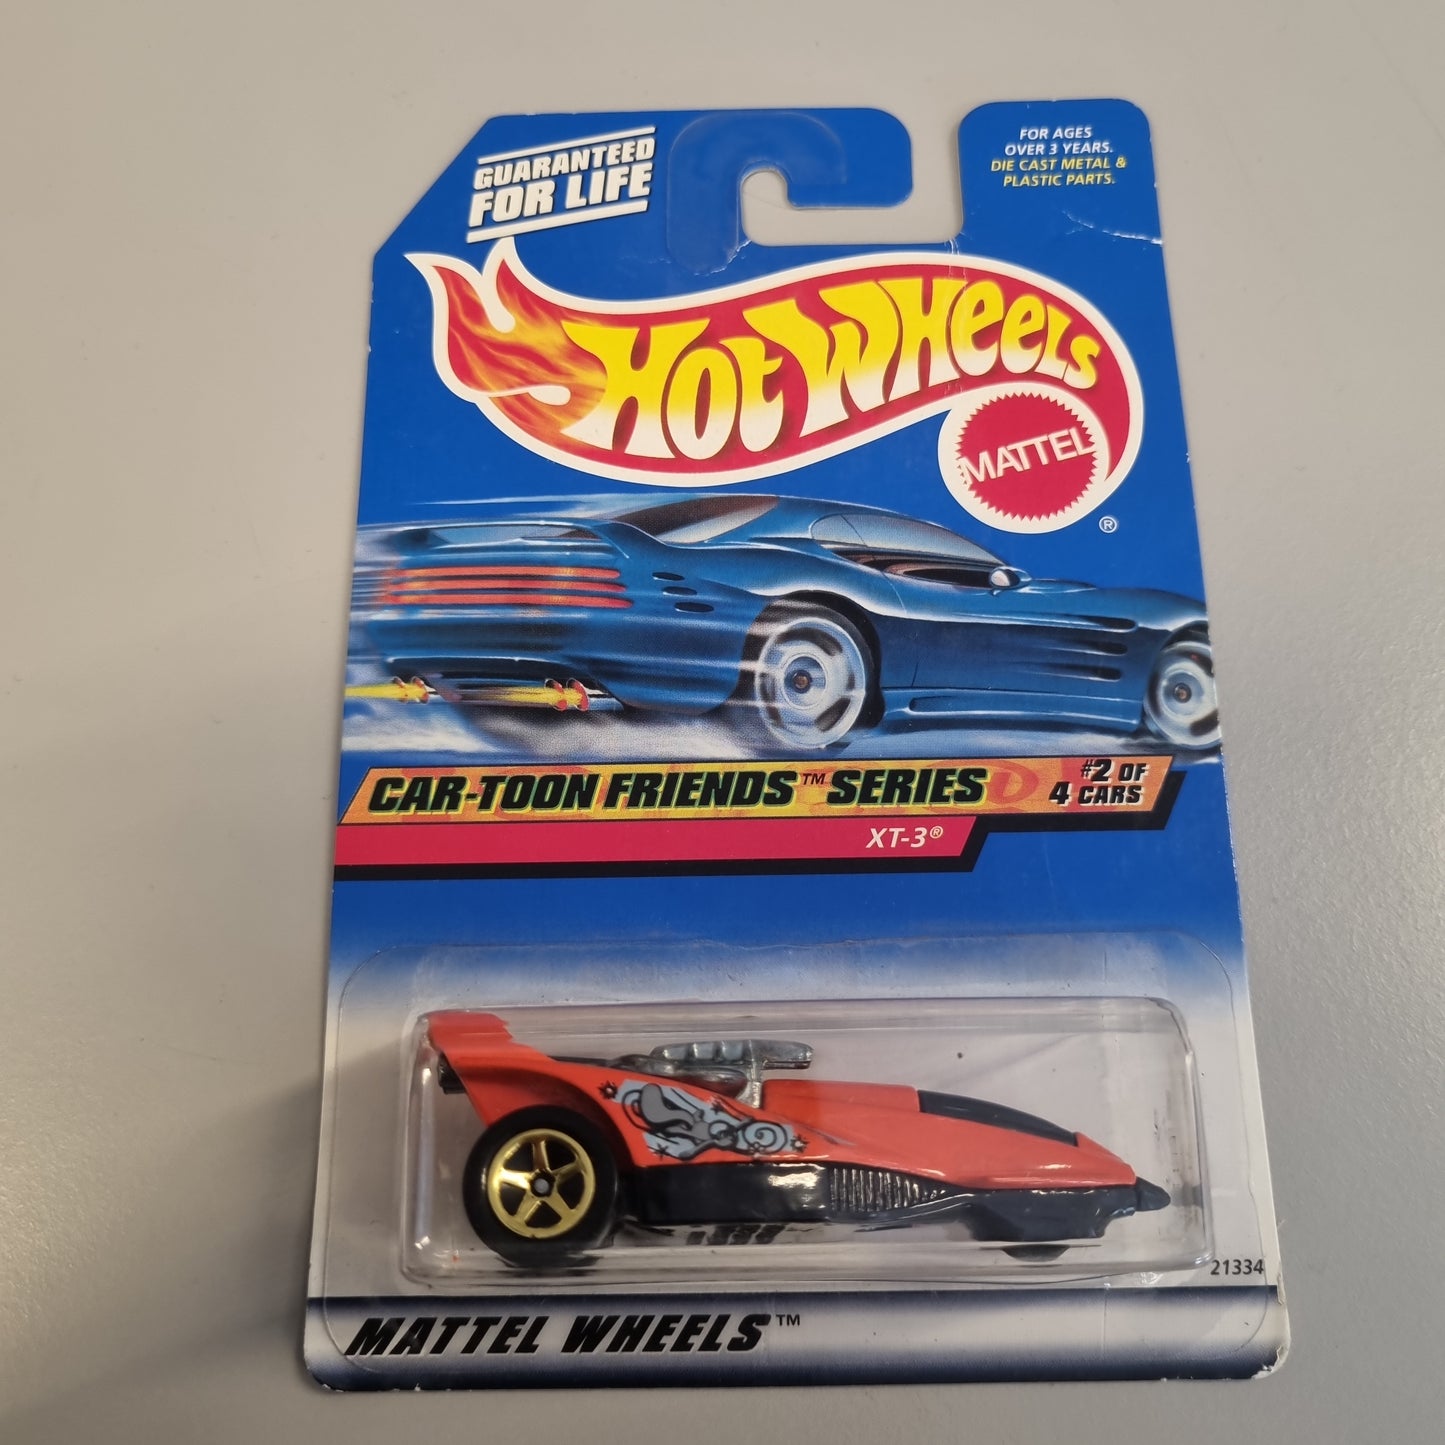 GUARANTEED
FOR LIFE
FOR AGES
OVER 3 YEARS.
DIE CAST METAL &
PLASTIC PARTS.
HOT WHEELS
MATTEL
®
CAR-TOON FRIENDS™ SERIES
#2 OF
4 CARS
XT-3®
21334
MATTEL WHEELS™